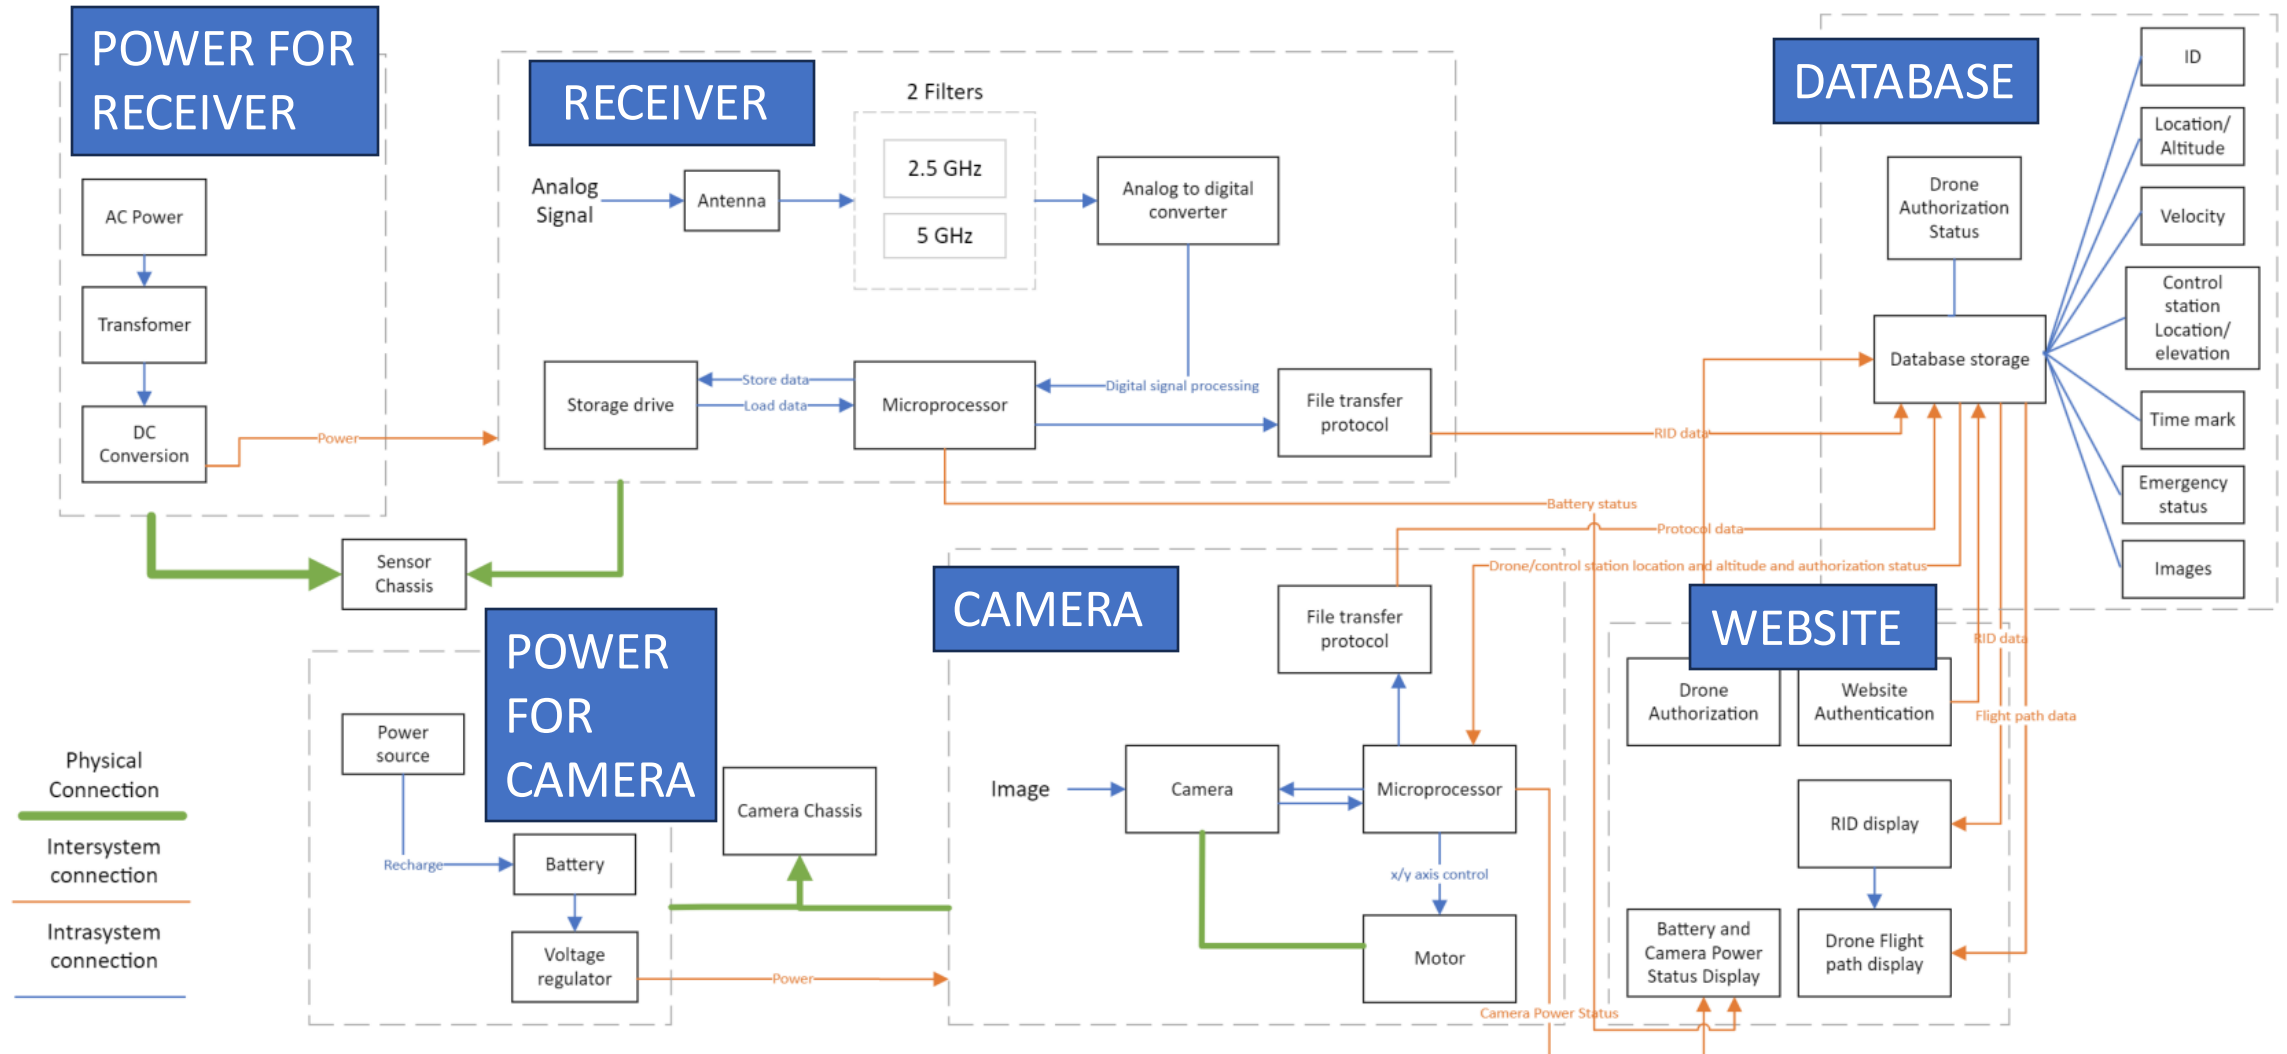 POWER FOR
RECEIVER
AC Power
Transfomer
DC
Conversion
Power
RECEIVER
2 Filters
2.5 GHz
5 GHz
Analog
Signal
Antenna
Analog to digital
converter
Storage drive
Store data
Load data
Microprocessor
Digital signal processing
File transfer
protocol
RID data
Battery status
Protocol data
Drone/control station location and altitude and authorization status
DATABASE
Drone
Authorization
Status
Database storage
ID
Location/
Altitude
Velocity
Control
station
Location/
elevation
Time mark
Emergency
status
Images
Sensor
Chassis
POWER
FOR
CAMERA
Power
source
Recharge
Battery
Voltage
regulator
Power
Camera Chassis
CAMERA
File transfer
protocol
Image
Camera
Microprocessor
x/y axis control
Motor
Camera Power Status
WEBSITE
Drone
Authorization
Website
Authentication
RID data
Flight path data
RID display
Battery and
Camera Power
Status Display
Drone Flight
path display
Physical
Connection
Intersystem
connection
Intrasystem
connection